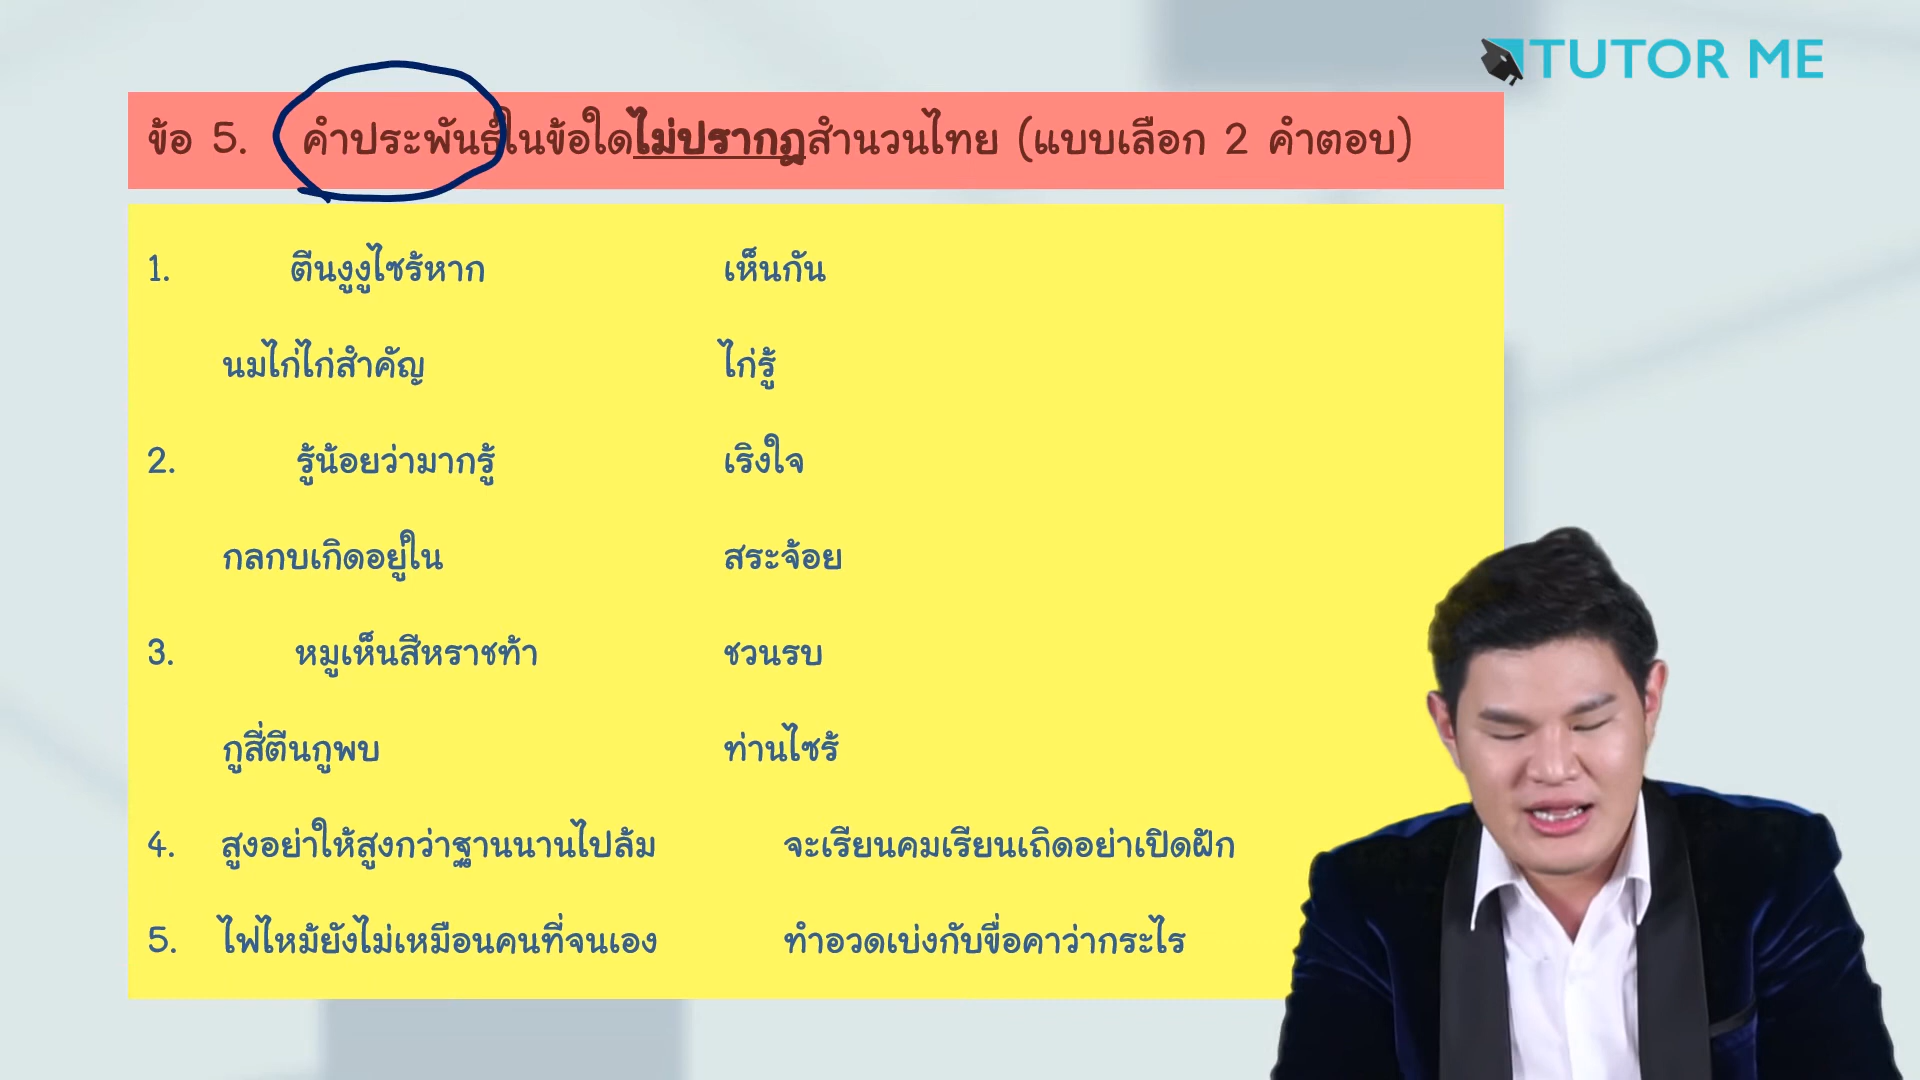 TUTOR ME
ข้อ 5. คำประพันธ์ในข้อใดไม่ปรากฏสำนวนไทย (แบบเลือก 2 คำตอบ)
1. ตีนงูงูไซร้หาก เห็นกัน
นมไก่ไก่สำคัญ ไก่รู้
2. รู้น้อยว่ามากรู้ เริงใจ
กลกบเกิดอยู่ใน สระจ้อย
3. หมูเห็นสีหราชท้า ชวนรบ
กูสี่ตีนกูพบ ท่านไซร้
4. สูงอย่าให้สูงกว่าฐานนานไปล้ม จะเรียนคมเรียนเถิดอย่าเปิดฝัก
5. ไฟไหม้ยังไม่เหมือนคนที่จนเอง ทำอวดเบ่งกับขื่อคาว่ากระไร